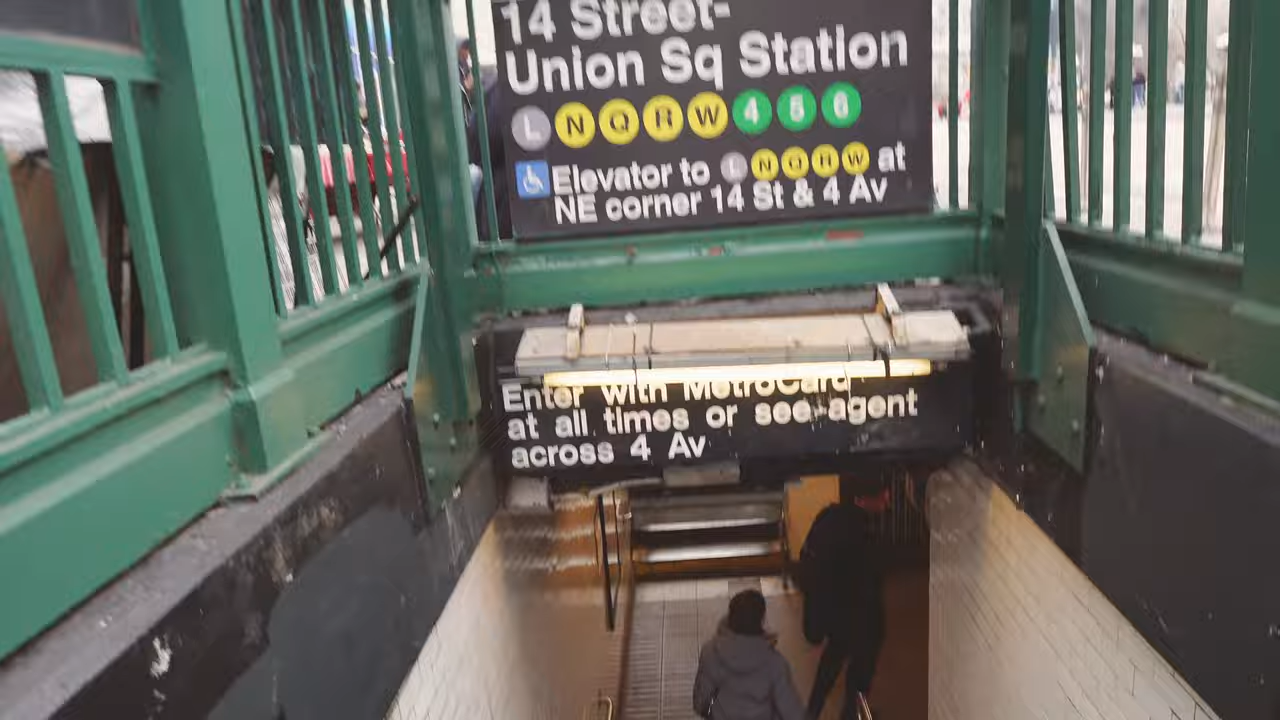 14 Street-
Union Sq Station
L N Q R W 4 5 6
Elevator to L N Q R W at
NE corner 14 St & 4 Av
Enter with MetroCard
at all times or see agent
across 4 Av